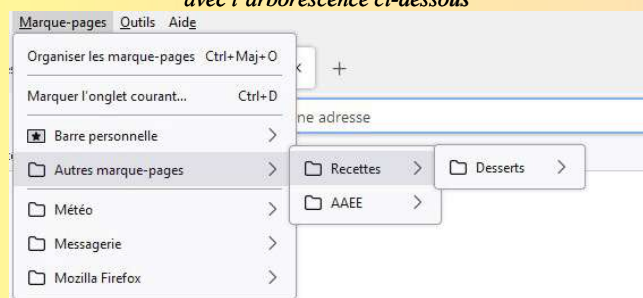 avec l'arborescence ci-dessous
Marque-pages Outils Aide
Organiser les marque-pages Ctrl+Maj+O
Marquer l'onglet courant... Ctrl+D
ne adresse
Barre personnelle
Autres marque-pages
Recettes
Desserts
AAEE
Météo
Messagerie
Mozilla Firefox